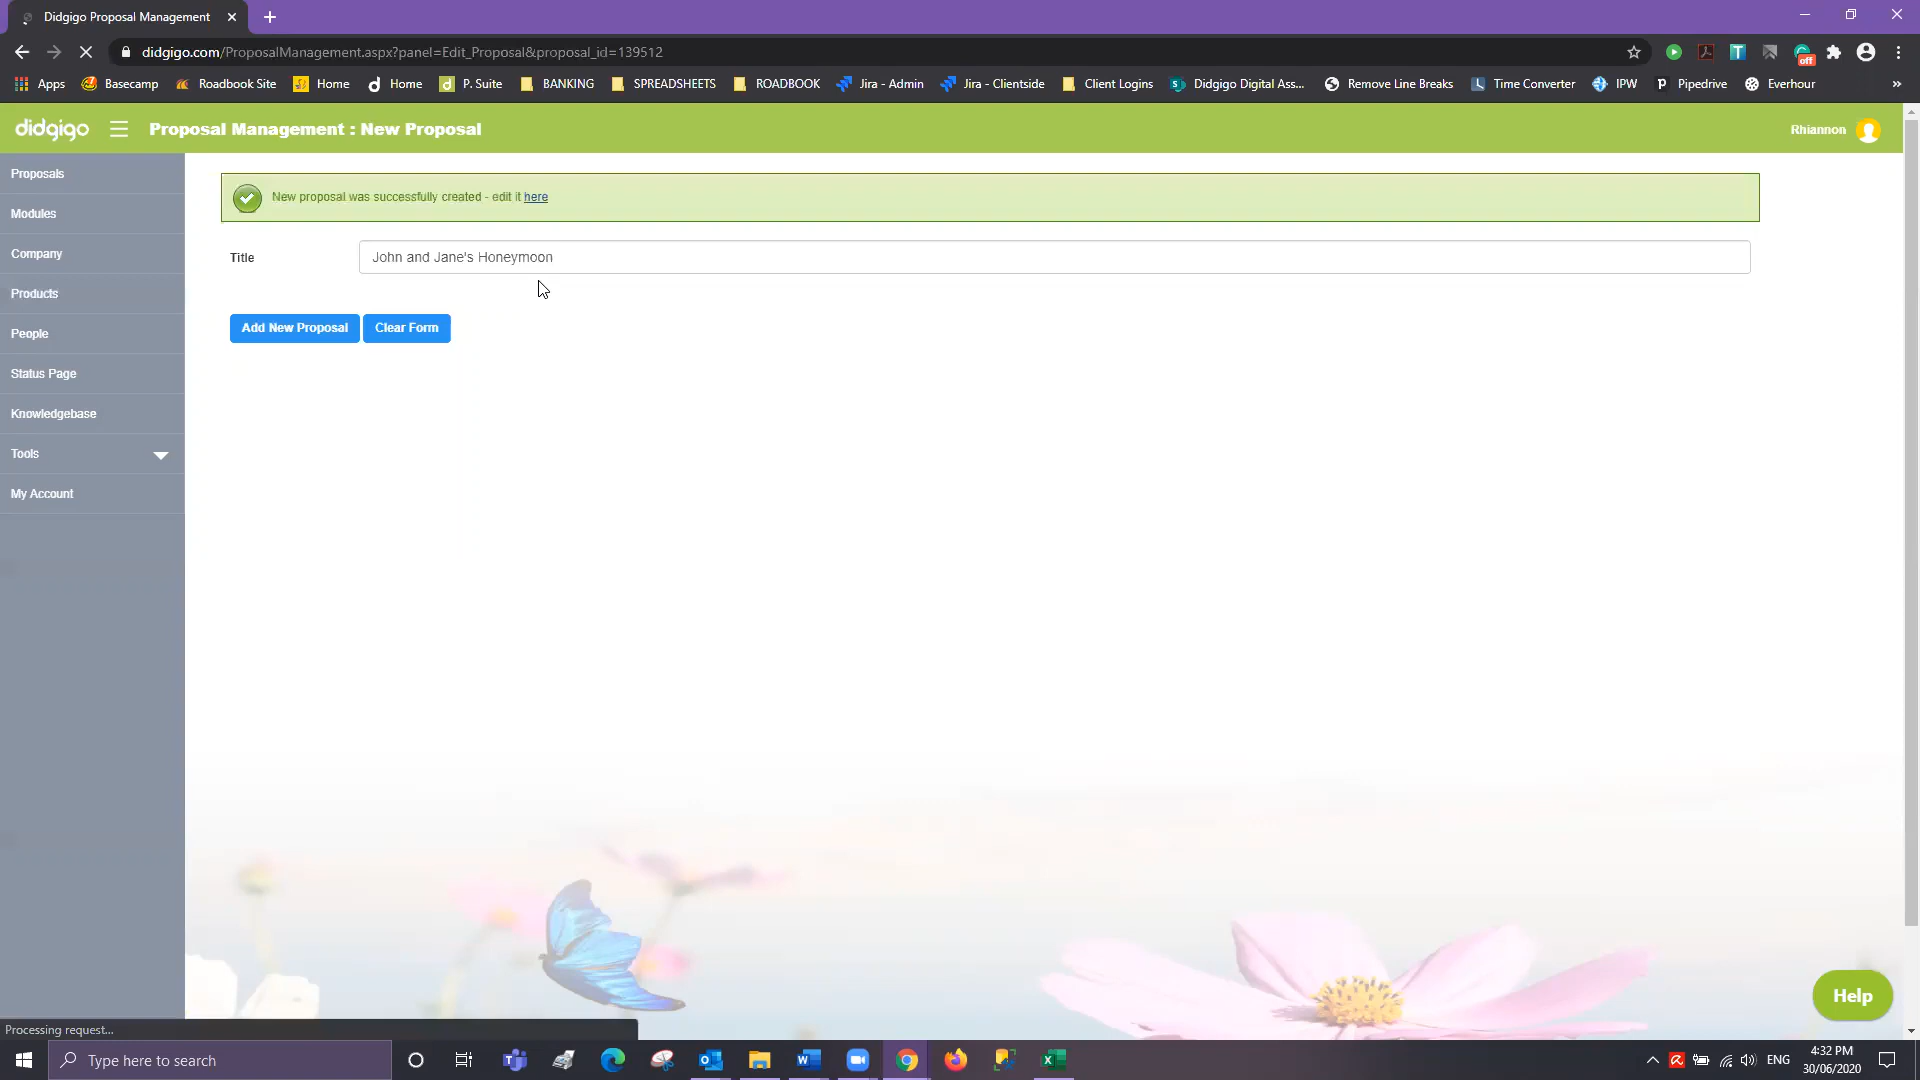 Didgigo Proposal Management
didgigo.com/ProposalManagement.aspx?panel=Edit_Proposal&proposal_id=139512
off
Apps Basecamp Roadbook Site Home Home P. Suite BANKING SPREADSHEETS ROADBOOK Jira - Admin Jira - Clientside Client Logins Didgigo Digital Ass... Remove Line Breaks Time Converter IPW Pipedrive Everhour »
didgigo Proposal Management : New Proposal Rhiannon
Proposals
Modules
Company
Products
People
Status Page
Knowledgebase
Tools
My Account
New proposal was successfully created - edit it here
Title John and Jane's Honeymoon
Add New Proposal Clear Form
Help
Processing request...
Type here to search
ENG
4:32 PM
30/06/2020